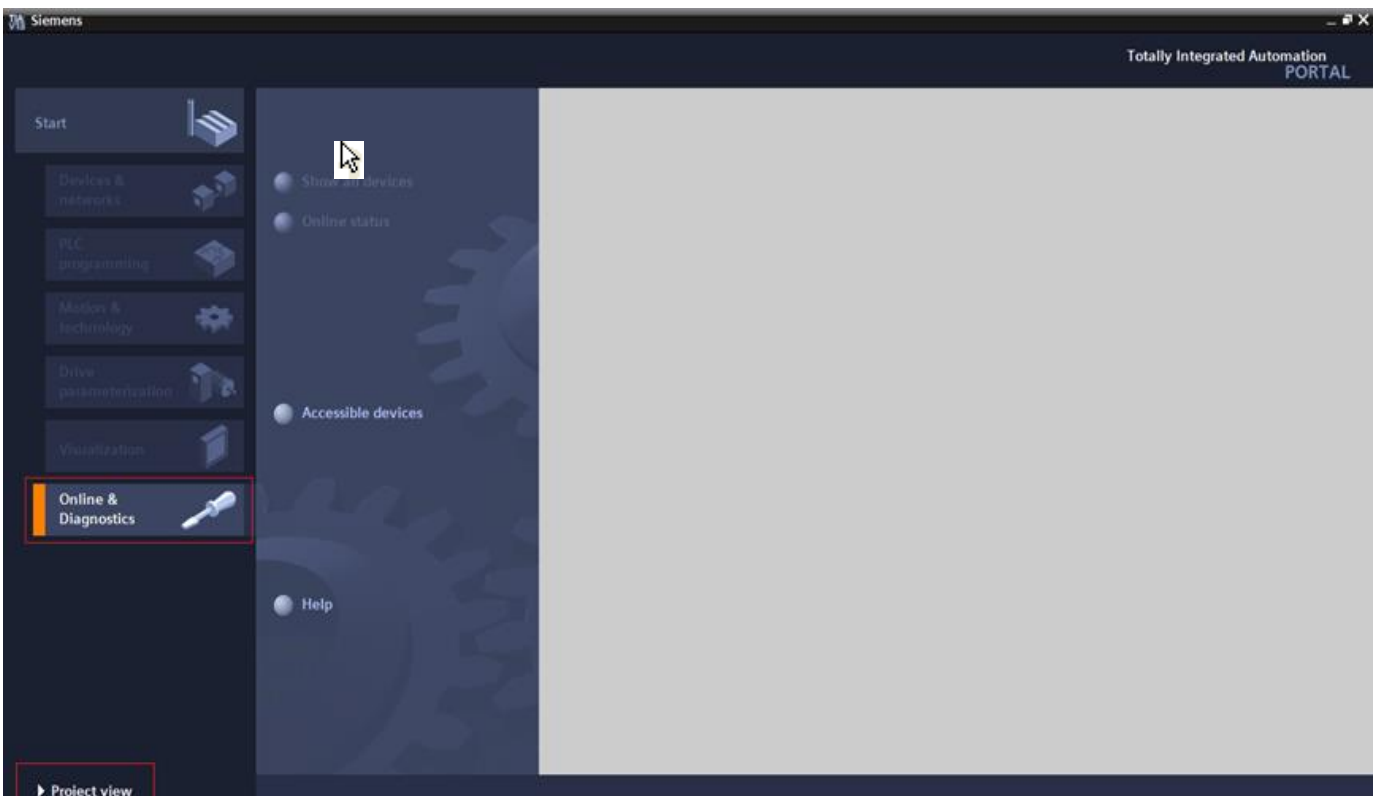 Siemens
Totally Integrated Automation
PORTAL
Start
Devices &
networks
PLC
programming
Motion &
technology
Drive
parameterization
Visualization
Online &
Diagnostics
Show all devices
Online status
Accessible devices
Help
Project view